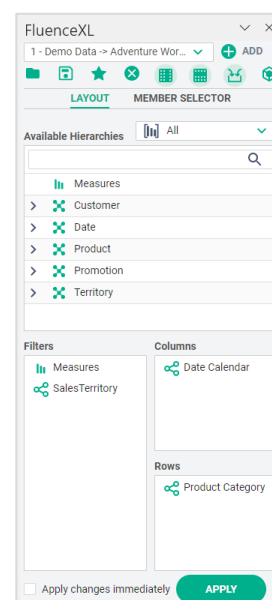 FluenceXL
1 - Demo Data -> Adventure Wor...
ADD
LAYOUT MEMBER SELECTOR
Available Hierarchies All
Measures
Customer
Date
Product
Promotion
Territory
Filters Columns
Measures Date Calendar
SalesTerritory
Rows
Product Category
Apply changes immediately APPLY